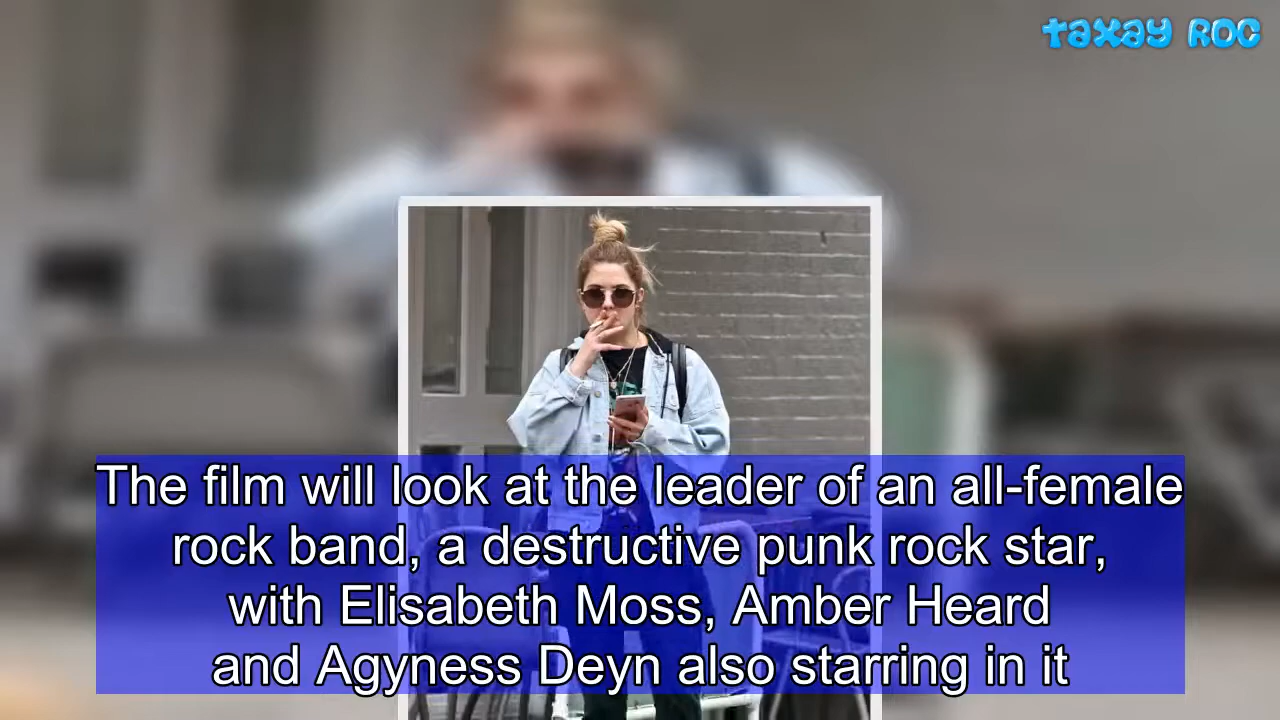 taxay ROC
The film will look at the leader of an all-female
rock band, a destructive punk rock star,
with Elisabeth Moss, Amber Heard
and Agyness Deyn also starring in it